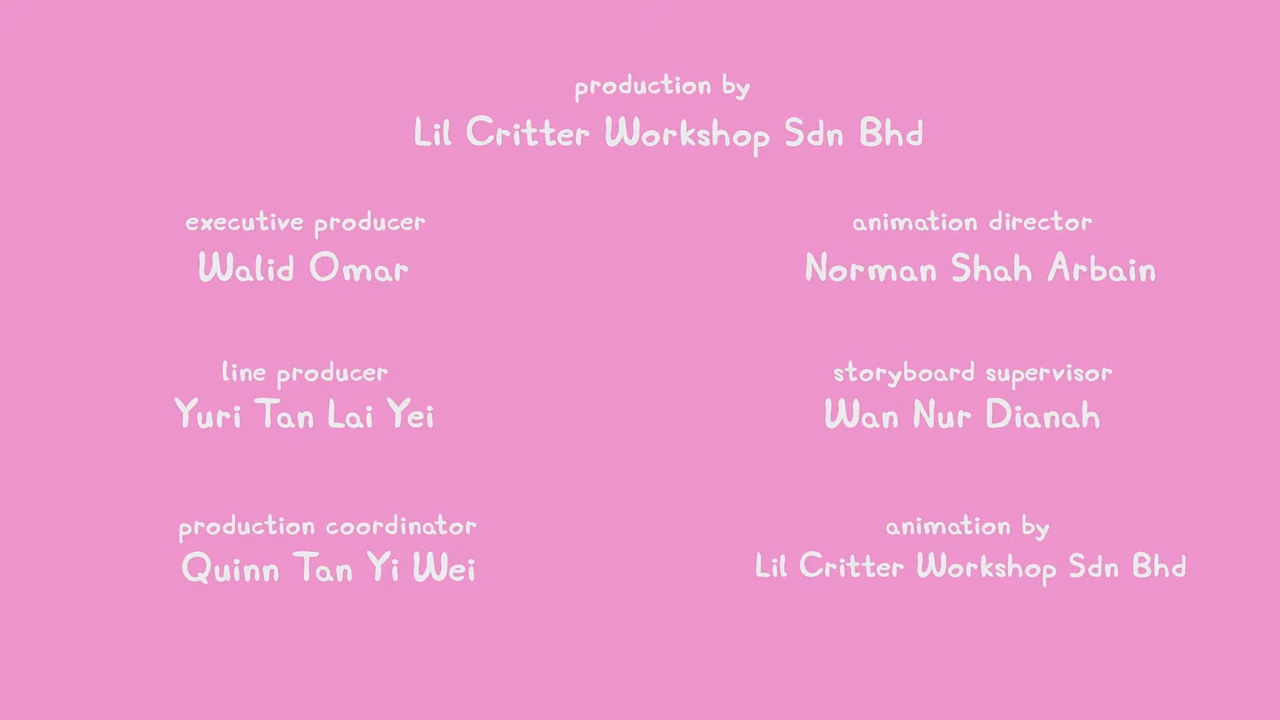 production by
Lil Critter Workshop Sdn Bhd
executive producer
Walid Omar
animation director
Norman Shah Arbain
line producer
Yuri Tan Lai Yei
storyboard supervisor
Wan Nur Dianah
production coordinator
Quinn Tan Yi Wei
animation by
Lil Critter Workshop Sdn Bhd